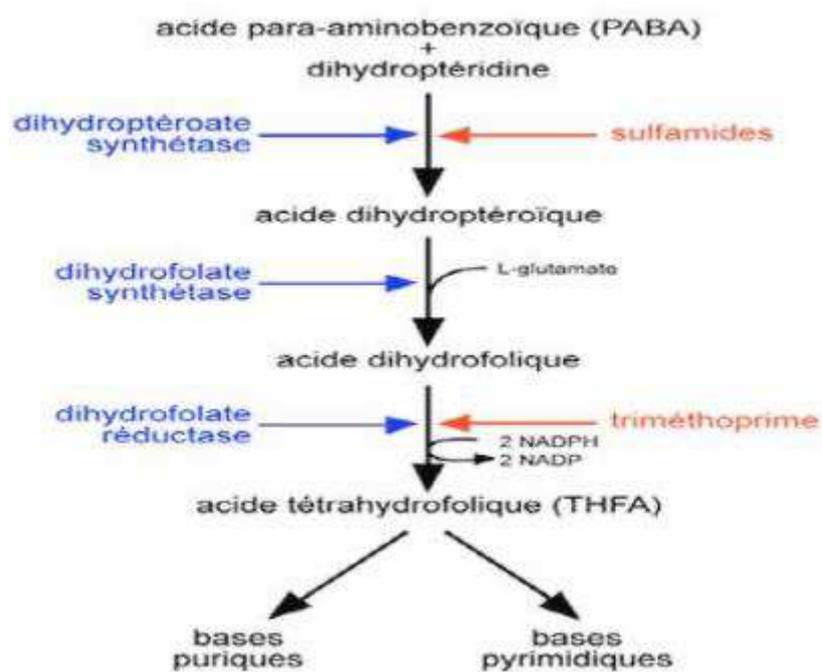 acide para-aminobenzoïque (PABA)
+
dihydroptéridine
dihydroptéroate
synthétase
sulfamides
acide dihydroptéroïque
dihydrofolate
synthétase
L-glutamate
acide dihydrofolique
dihydrofolate
réductase
triméthoprime
2 NADPH
2 NADP
acide tétrahydrofolique (THFA)
bases
puriques
bases
pyrimidiques